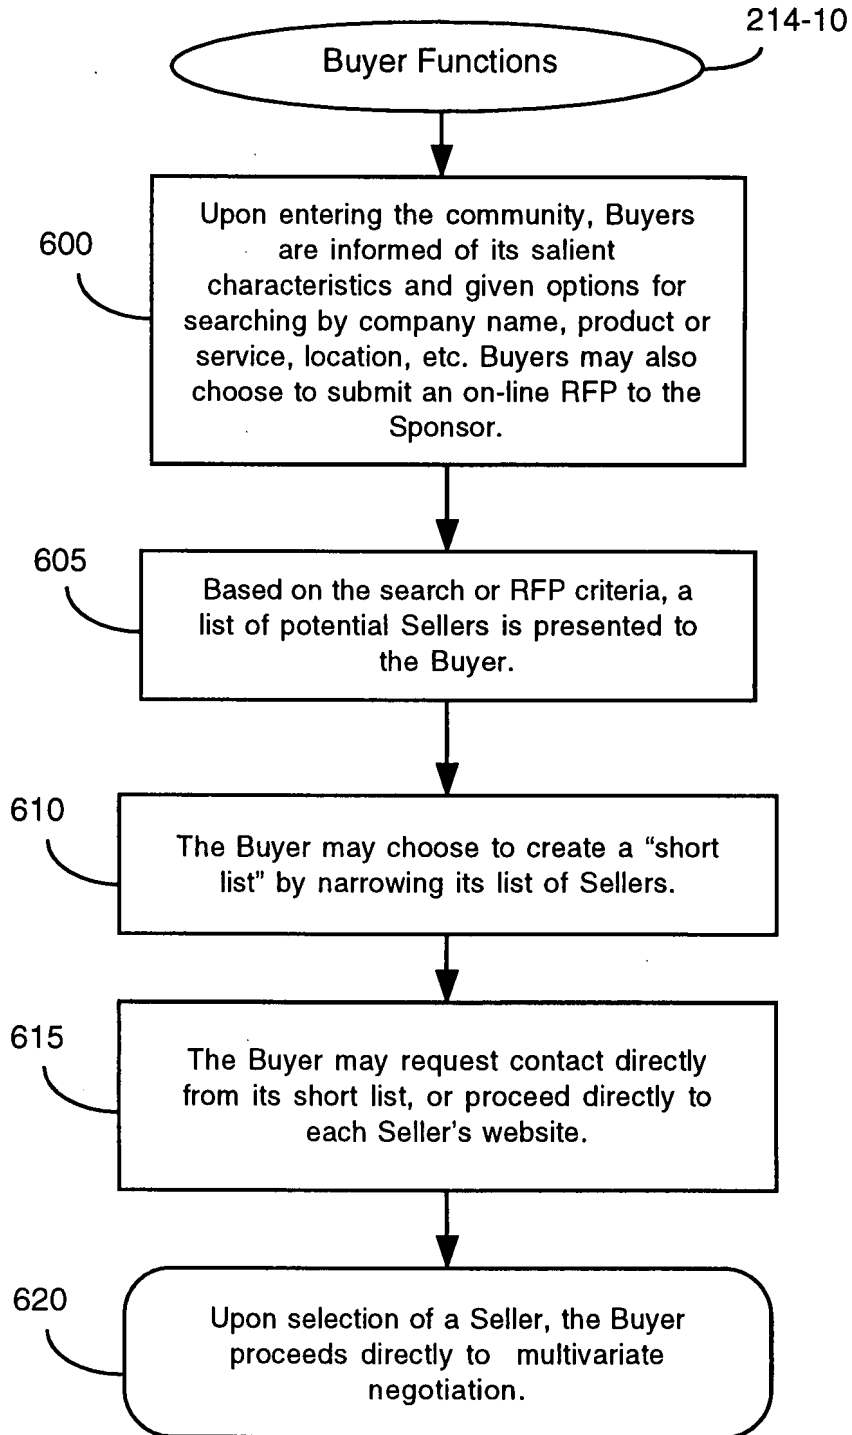 214-10
Buyer Functions
600
Upon entering the community, Buyers
are informed of its salient
characteristics and given options for
searching by company name, product or
service, location, etc. Buyers may also
choose to submit an on-line RFP to the
Sponsor.
605
Based on the search or RFP criteria, a
list of potential Sellers is presented to
the Buyer.
610
The Buyer may choose to create a “short
list” by narrowing its list of Sellers.
615
The Buyer may request contact directly
from its short list, or proceed directly to
each Seller's website.
620
Upon selection of a Seller, the Buyer
proceeds directly to multivariate
negotiation.